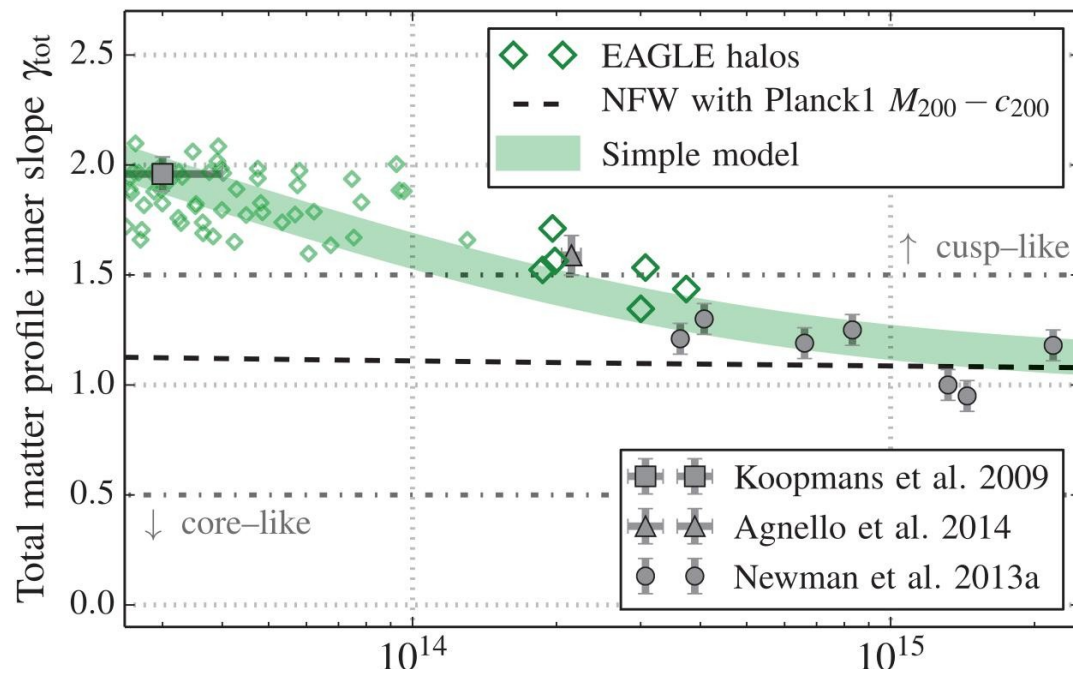 Total matter profile inner slope γtot
2.5
2.0
1.5
1.0
0.5
0.0
EAGLE halos
NFW with Planck1 M200 − c200
Simple model
↑ cusp–like
↓ core–like
Koopmans et al. 2009
Agnello et al. 2014
Newman et al. 2013a
10^14
10^15